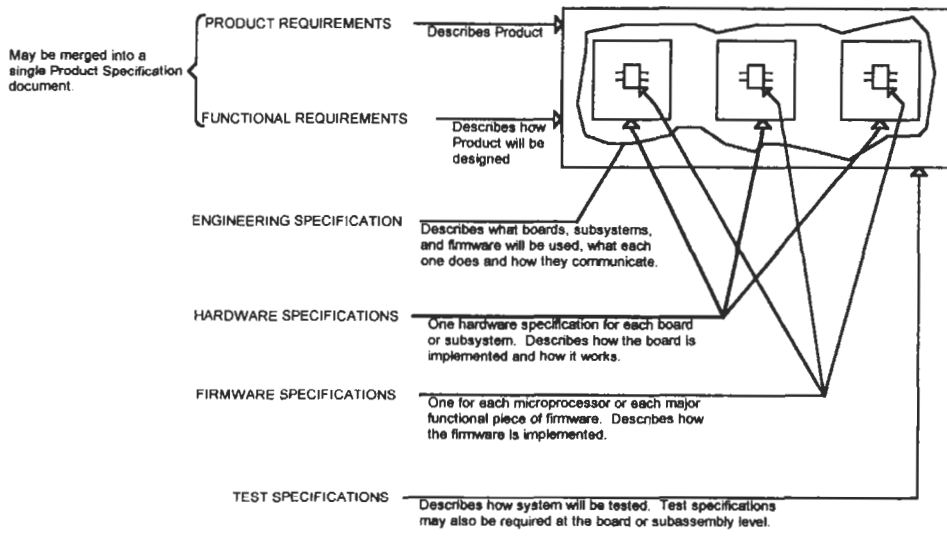 PRODUCT REQUIREMENTS
Describes Product
May be merged into a
single Product Specification
document.
FUNCTIONAL REQUIREMENTS
Describes how
Product will be
designed
ENGINEERING SPECIFICATION
Describes what boards, subsystems,
and firmware will be used, what each
one does and how they communicate.
HARDWARE SPECIFICATIONS
One hardware specification for each board
or subsystem. Describes how the board is
implemented and how it works.
FIRMWARE SPECIFICATIONS
One for each microprocessor or each major
functional piece of firmware. Describes how
the firmware is implemented.
TEST SPECIFICATIONS
Describes how system will be tested. Test specifications
may also be required at the board or subassembly level.